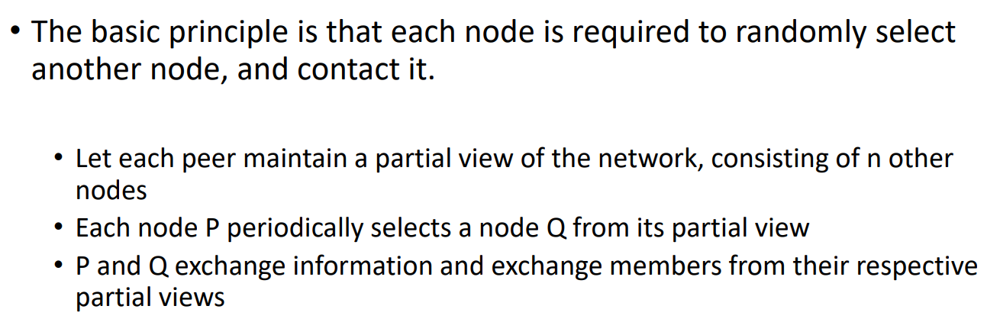 • The basic principle is that each node is required to randomly select
another node, and contact it.
• Let each peer maintain a partial view of the network, consisting of n other
nodes
• Each node P periodically selects a node Q from its partial view
• P and Q exchange information and exchange members from their respective
partial views